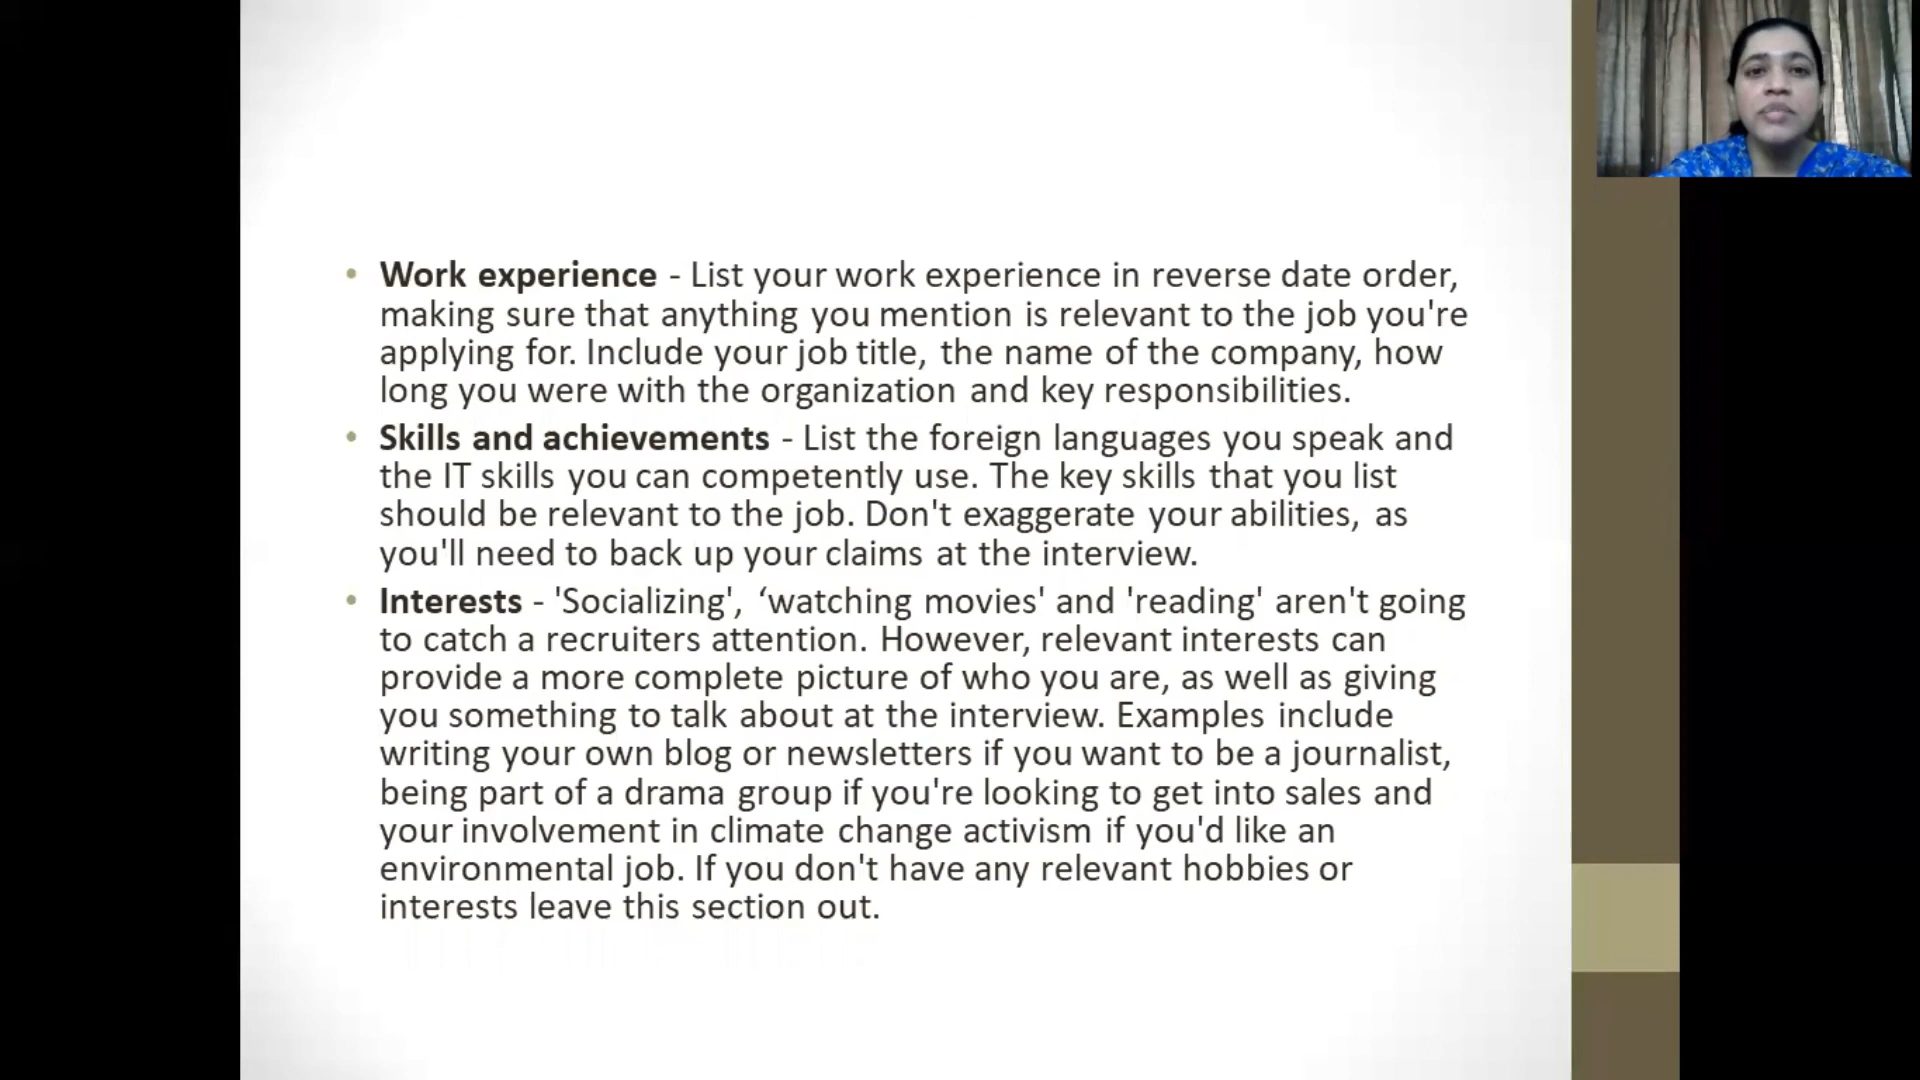 • Work experience - List your work experience in reverse date order,
making sure that anything you mention is relevant to the job you're
applying for. Include your job title, the name of the company, how
long you were with the organization and key responsibilities.
• Skills and achievements - List the foreign languages you speak and
the IT skills you can competently use. The key skills that you list
should be relevant to the job. Don't exaggerate your abilities, as
you'll need to back up your claims at the interview.
• Interests - 'Socializing', ‘watching movies' and 'reading' aren't going
to catch a recruiters attention. However, relevant interests can
provide a more complete picture of who you are, as well as giving
you something to talk about at the interview. Examples include
writing your own blog or newsletters if you want to be a journalist,
being part of a drama group if you're looking to get into sales and
your involvement in climate change activism if you'd like an
environmental job. If you don't have any relevant hobbies or
interests leave this section out.